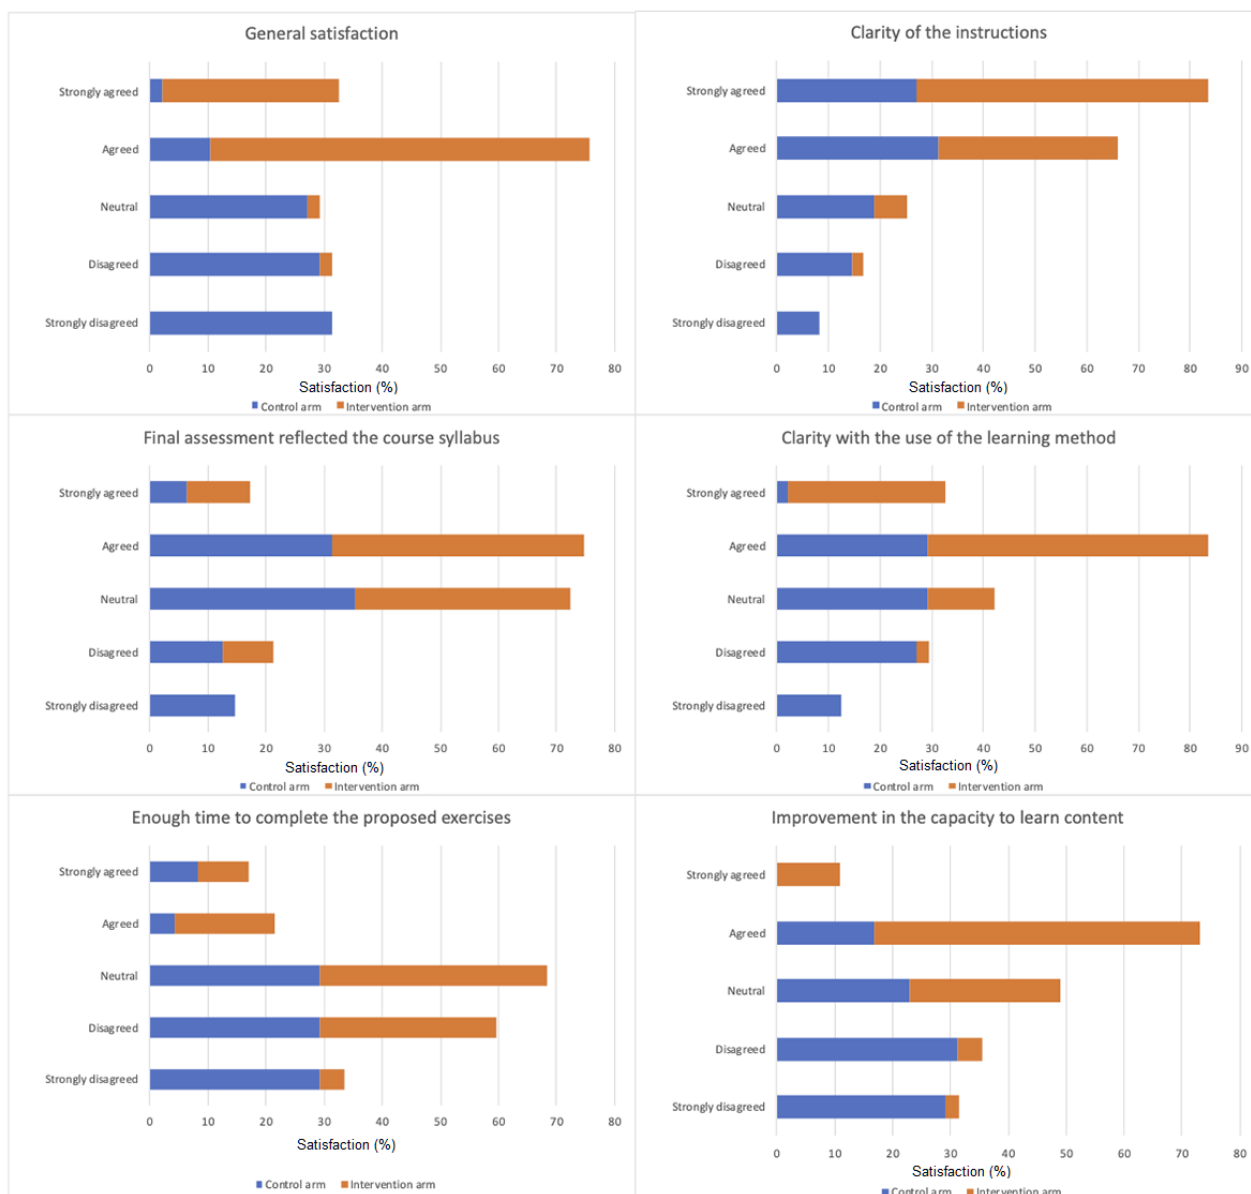 General satisfaction
Strongly agreed
Agreed
Neutral
Disagreed
Strongly disagreed
0 10 20 30 40 50 60 70 80
Satisfaction (%)
Control arm Intervention arm
Clarity of the instructions
Strongly agreed
Agreed
Neutral
Disagreed
Strongly disagreed
0 10 20 30 40 50 60 70 80 90
Satisfaction (%)
Control arm Intervention arm
Final assessment reflected the course syllabus
Strongly agreed
Agreed
Neutral
Disagreed
Strongly disagreed
0 10 20 30 40 50 60 70 80
Satisfaction (%)
Control arm Intervention arm
Clarity with the use of the learning method
Strongly agreed
Agreed
Neutral
Disagreed
Strongly disagreed
0 10 20 30 40 50 60 70 80 90
Satisfaction (%)
Control arm Intervention arm
Enough time to complete the proposed exercises
Strongly agreed
Agreed
Neutral
Disagreed
Strongly disagreed
0 10 20 30 40 50 60 70 80
Satisfaction (%)
Control arm Intervention arm
Improvement in the capacity to learn content
Strongly agreed
Agreed
Neutral
Disagreed
Strongly disagreed
0 10 20 30 40 50 60 70 80
Satisfaction (%)
Control arm Intervention arm